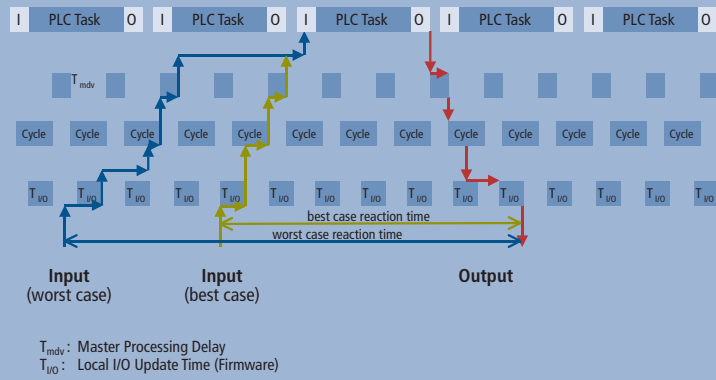 I PLC Task O I PLC Task O I PLC Task O I PLC Task O I PLC Task O
Tmdv
Cycle Cycle Cycle Cycle Cycle Cycle Cycle Cycle Cycle Cycle Cycle Cycle Cycle
TI/O TI/O TI/O TI/O TI/O TI/O TI/O TI/O TI/O TI/O TI/O TI/O TI/O TI/O TI/O
best case reaction time
worst case reaction time
Input Input Output
(worst case) (best case)
Tmdv: Master Processing Delay
TI/O: Local I/O Update Time (Firmware)